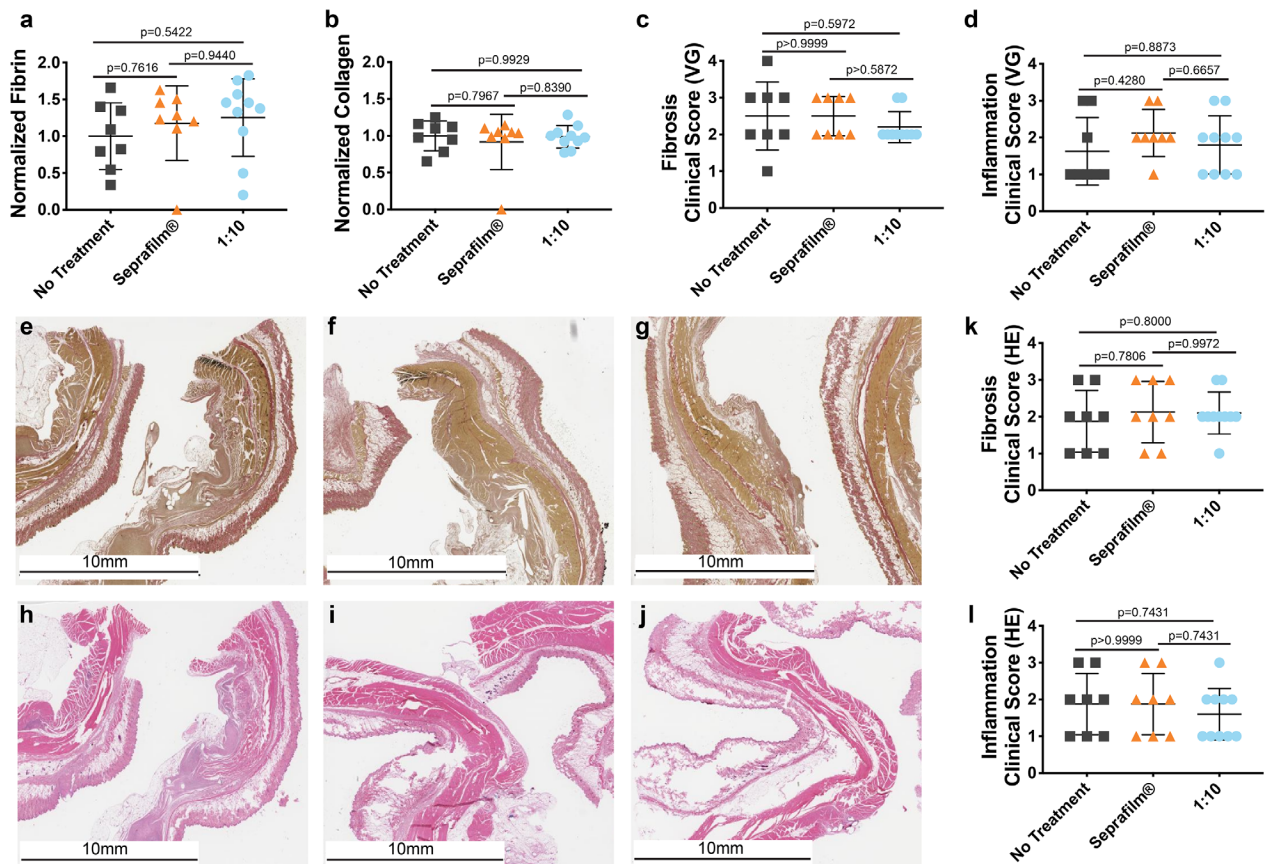 a
p=0.5422
p=0.9440
p=0.7616
Normalized Fibrin
2.0
1.5
1.0
0.5
0.0
No Treatment
Seprafilm®
1:10
b
p=0.9929
p=0.8390
p=0.7967
Normalized Collagen
2.0
1.5
1.0
0.5
0.0
No Treatment
Seprafilm®
1:10
c
p=0.5972
p>0.9999
p>0.5872
Fibrosis
Clinical Score (VG)
4
3
2
1
0
No Treatment
Seprafilm®
1:10
d
p=0.8873
p=0.6657
p=0.4280
Inflammation
Clinical Score (VG)
4
3
2
1
0
No Treatment
Seprafilm®
1:10
e
10mm
f
10mm
g
10mm
h
10mm
i
10mm
j
10mm
k
p=0.8000
p=0.9972
p=0.7806
Fibrosis
Clinical Score (HE)
4
3
2
1
0
No Treatment
Seprafilm®
1:10
l
p=0.7431
p>0.9999
p=0.7431
Inflammation
Clinical Score (HE)
4
3
2
1
0
No Treatment
Seprafilm®
1:10